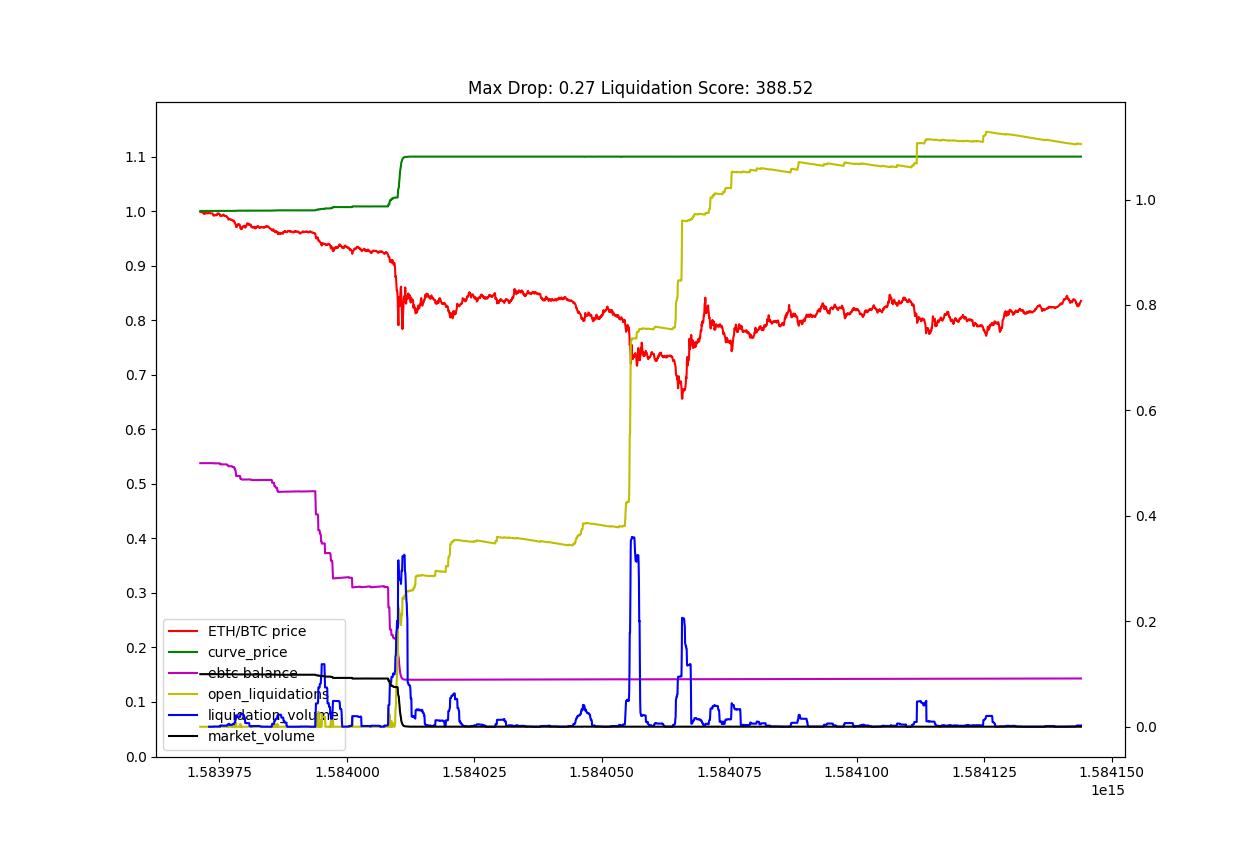 Max Drop: 0.27 Liquidation Score: 388.52
1.1
1.0
0.9
0.8
0.7
0.6
0.5
0.4
0.3
0.2
0.1
0.0
1.0
0.8
0.6
0.4
0.2
0.0
ETH/BTC price
curve_price
ebtc balance
open_liquidations
liquidation_volume
market_volume
1.583975 1.584000 1.584025 1.584050 1.584075 1.584100 1.584125 1.584150
1e15